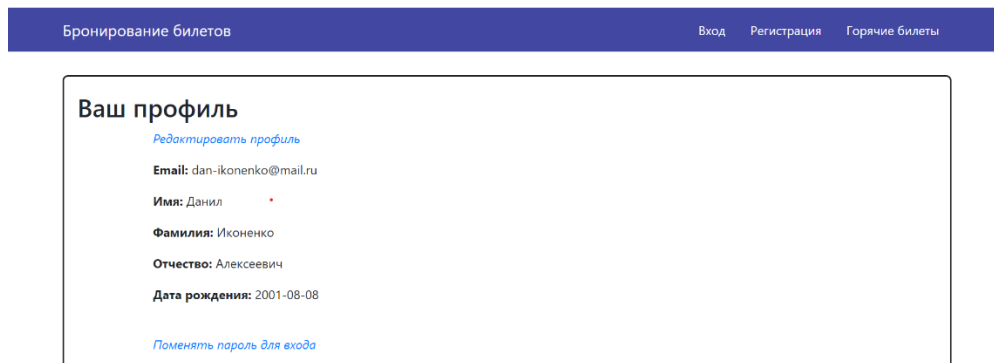 Бронирование билетов
Вход Регистрация Горячие билеты
Ваш профиль
Редактировать профиль
Email: dan-ikonenko@mail.ru
Имя: Данил
Фамилия: Иконенко
Отчество: Алексеевич
Дата рождения: 2001-08-08
Поменять пароль для входа